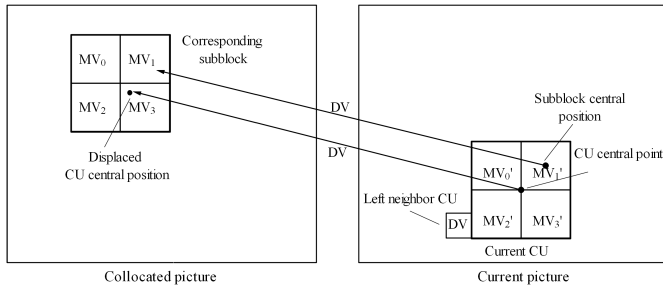 Corresponding
subblock
MV0 MV1
MV2 MV3
Displaced
CU central position
DV
DV
Subblock central
position
CU central point
MV0' MV1'
Left neighbor CU
DV
MV2' MV3'
Current CU
Collocated picture
Current picture